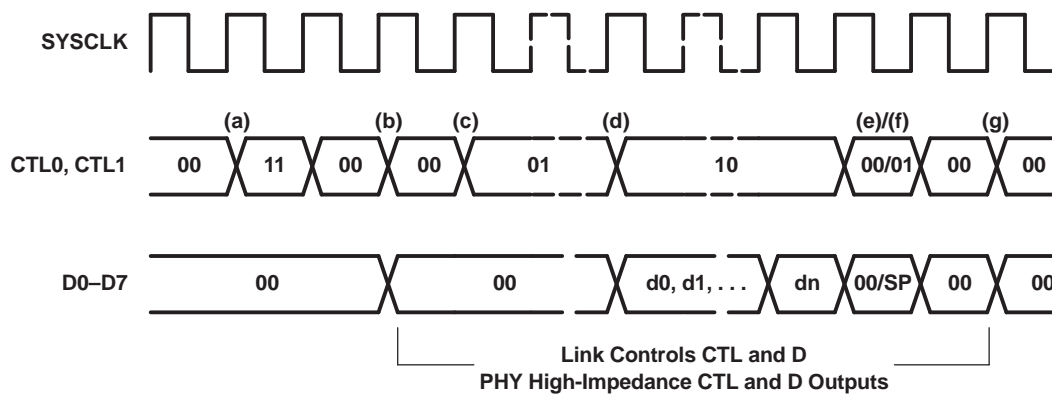 SYSCLK
(a) (b) (c) (d) (e)/(f) (g)
CTL0, CTL1 00 11 00 00 01 10 00/01 00 00
D0–D7 00 00 d0, d1, . . . dn 00/SP 00 00
Link Controls CTL and D
PHY High-Impedance CTL and D Outputs